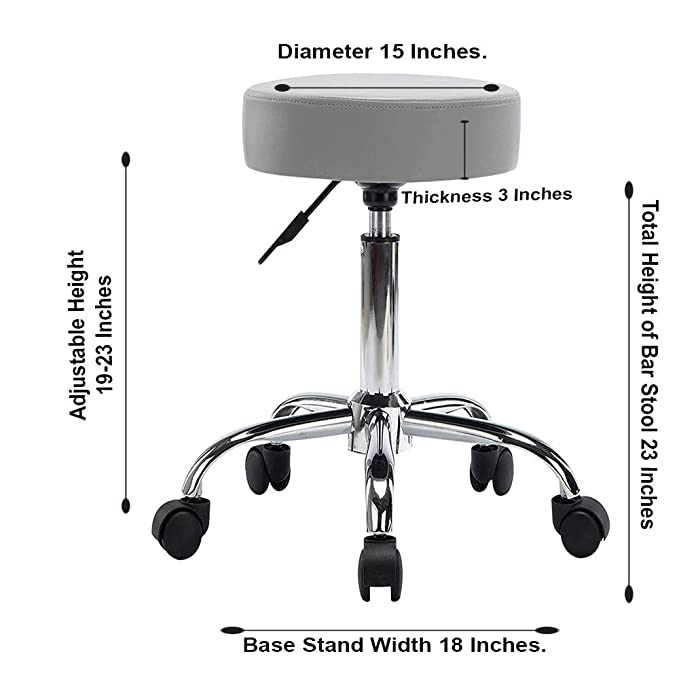 Diameter 15 Inches.
Thickness 3 Inches
Adjustable Height
19-23 Inches
Total Height of Bar Stool 23 Inches
Base Stand Width 18 Inches.